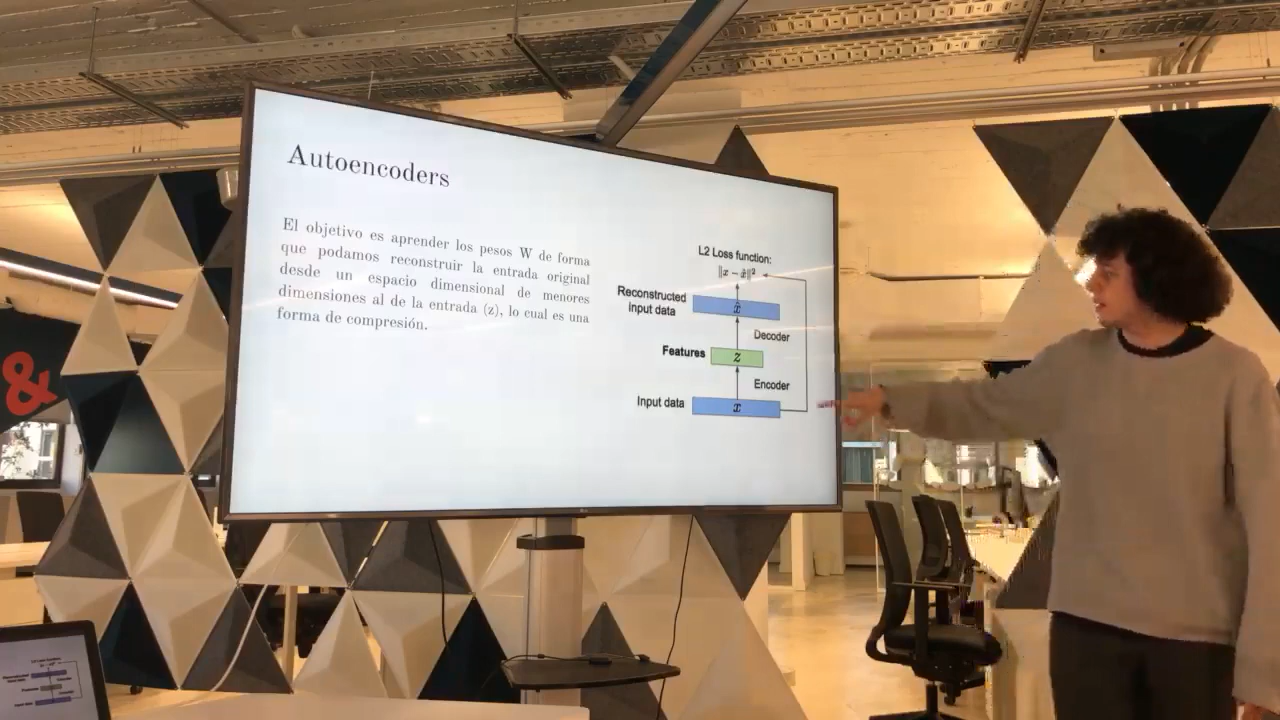 Autoencoders
El objetivo es aprender los pesos W de forma
que podamos reconstruir la entrada original
desde un espacio dimensional de menores
dimensiones al de la entrada (z), lo cual es una
forma de compresión.
L2 Loss function:
‖x − x̂‖²
Reconstructed
input data
x̂
Decoder
Features
z
Encoder
Input data
x
&